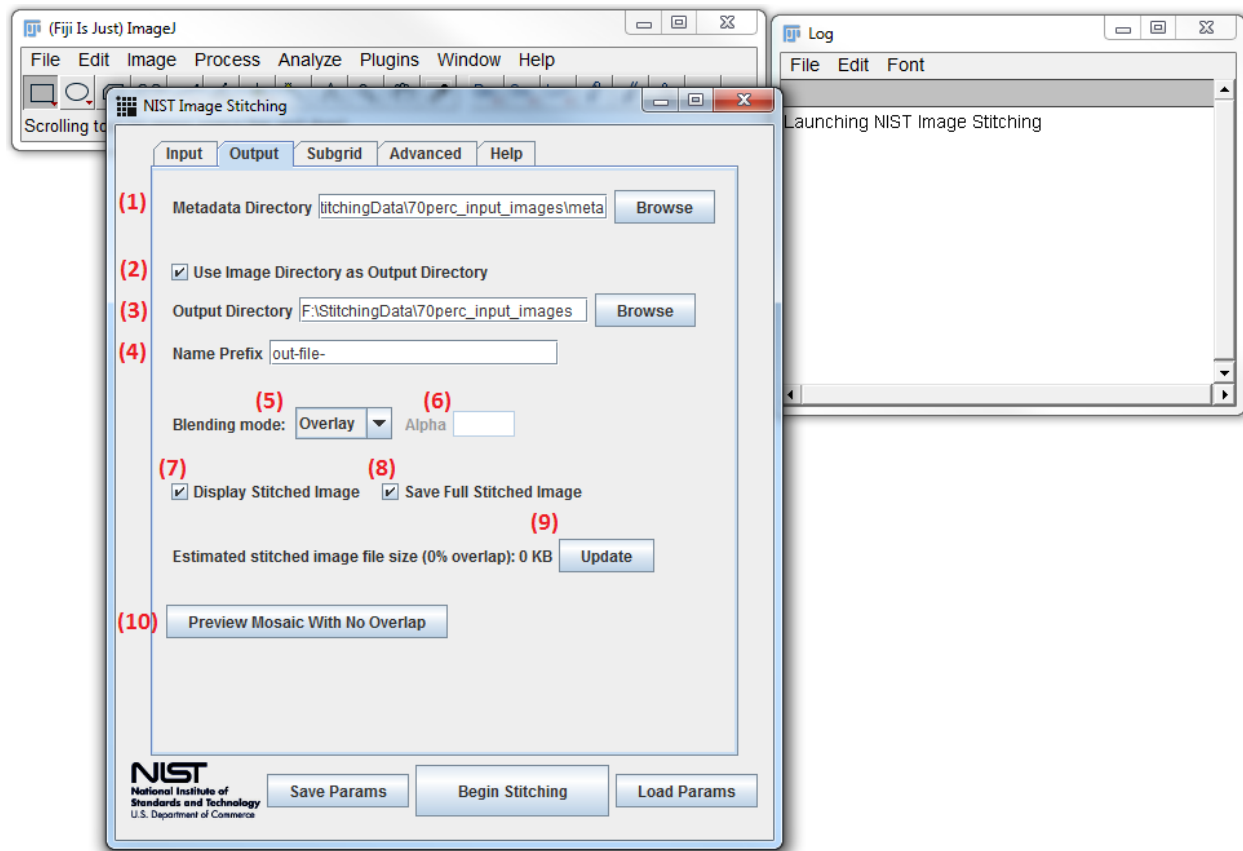 (Fiji Is Just) ImageJ
File Edit Image Process Analyze Plugins Window Help
Scrolling to
Log
File Edit Font
Launching NIST Image Stitching
NIST Image Stitching
Input Output Subgrid Advanced Help
(1) Metadata Directory titchingData\70perc_input_images\meta Browse
(2) Use Image Directory as Output Directory
(3) Output Directory F:\StitchingData\70perc_input_images Browse
(4) Name Prefix out-file-
(5) (6)
Blending mode: Overlay Alpha
(7) (8)
Display Stitched Image Save Full Stitched Image
(9)
Estimated stitched image file size (0% overlap): 0 KB Update
(10) Preview Mosaic With No Overlap
NIST
National Institute of
Standards and Technology
U.S. Department of Commerce
Save Params Begin Stitching Load Params